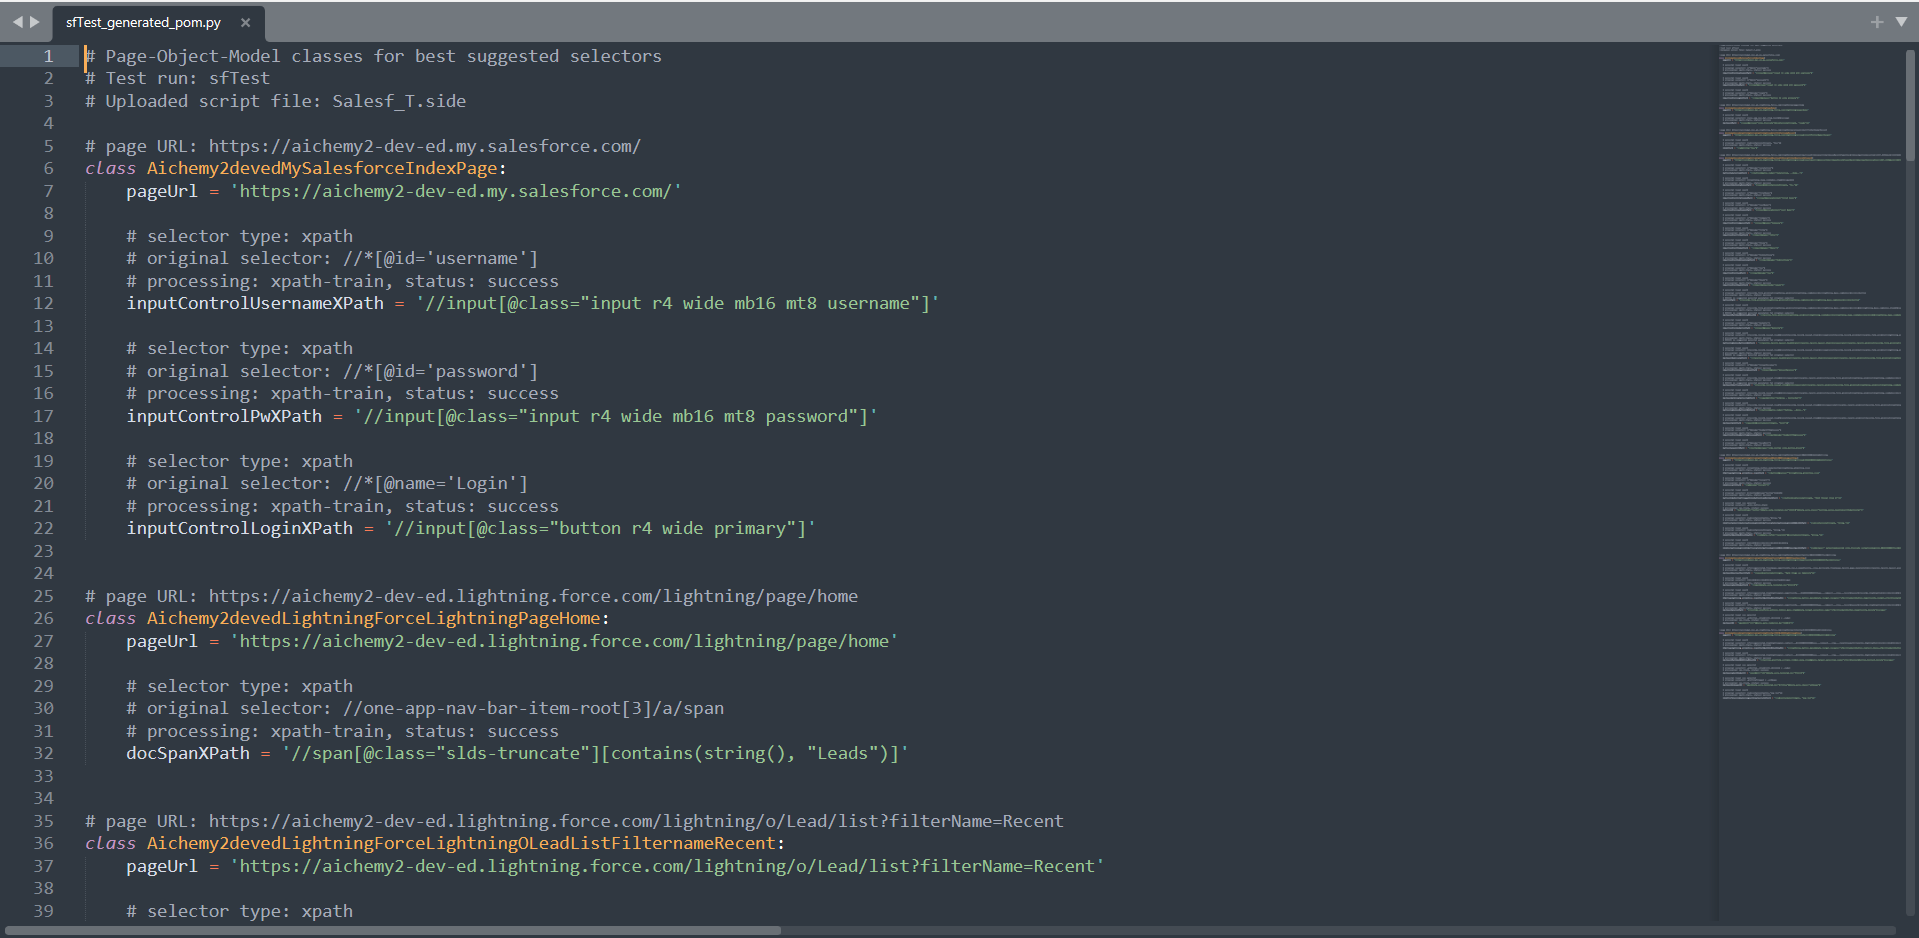 sfTest_generated_pom.py
1 # Page-Object-Model classes for best suggested selectors
2 # Test run: sfTest
3 # Uploaded script file: Salesf_T.side
4
5 # page URL: https://aichemy2-dev-ed.my.salesforce.com/
6 class Aichemy2devedMySalesforceIndexPage:
7 pageUrl = 'https://aichemy2-dev-ed.my.salesforce.com/'
8
9 # selector type: xpath
10 # original selector: //*[@id='username']
11 # processing: xpath-train, status: success
12 inputControlUsernameXPath = '//input[@class="input r4 wide mb16 mt8 username"]'
13
14 # selector type: xpath
15 # original selector: //*[@id='password']
16 # processing: xpath-train, status: success
17 inputControlPwXPath = '//input[@class="input r4 wide mb16 mt8 password"]'
18
19 # selector type: xpath
20 # original selector: //*[@name='Login']
21 # processing: xpath-train, status: success
22 inputControlLoginXPath = '//input[@class="button r4 wide primary"]'
23
24
25 # page URL: https://aichemy2-dev-ed.lightning.force.com/lightning/page/home
26 class Aichemy2devedLightningForceLightningPageHome:
27 pageUrl = 'https://aichemy2-dev-ed.lightning.force.com/lightning/page/home'
28
29 # selector type: xpath
30 # original selector: //one-app-nav-bar-item-root[3]/a/span
31 # processing: xpath-train, status: success
32 docSpanXPath = '//span[@class="slds-truncate"][contains(string(), "Leads")]'
33
34
35 # page URL: https://aichemy2-dev-ed.lightning.force.com/lightning/o/Lead/list?filterName=Recent
36 class Aichemy2devedLightningForceLightningOLeadListFilternameRecent:
37 pageUrl = 'https://aichemy2-dev-ed.lightning.force.com/lightning/o/Lead/list?filterName=Recent'
38
39 # selector type: xpath